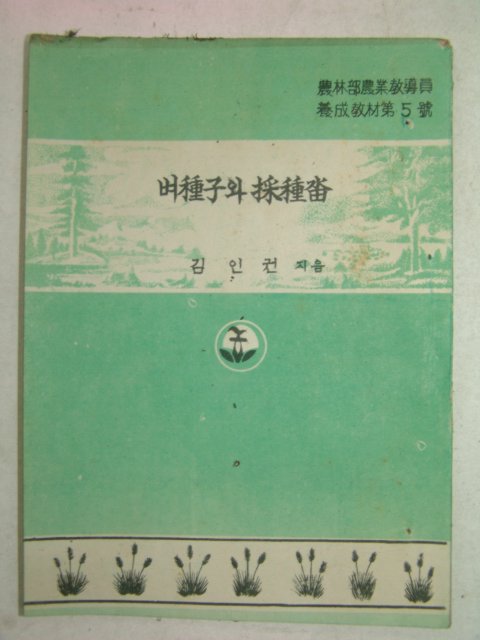 農林部農業敎導員
養成敎材第5號
벼種子와 採種畓
김인권 지음